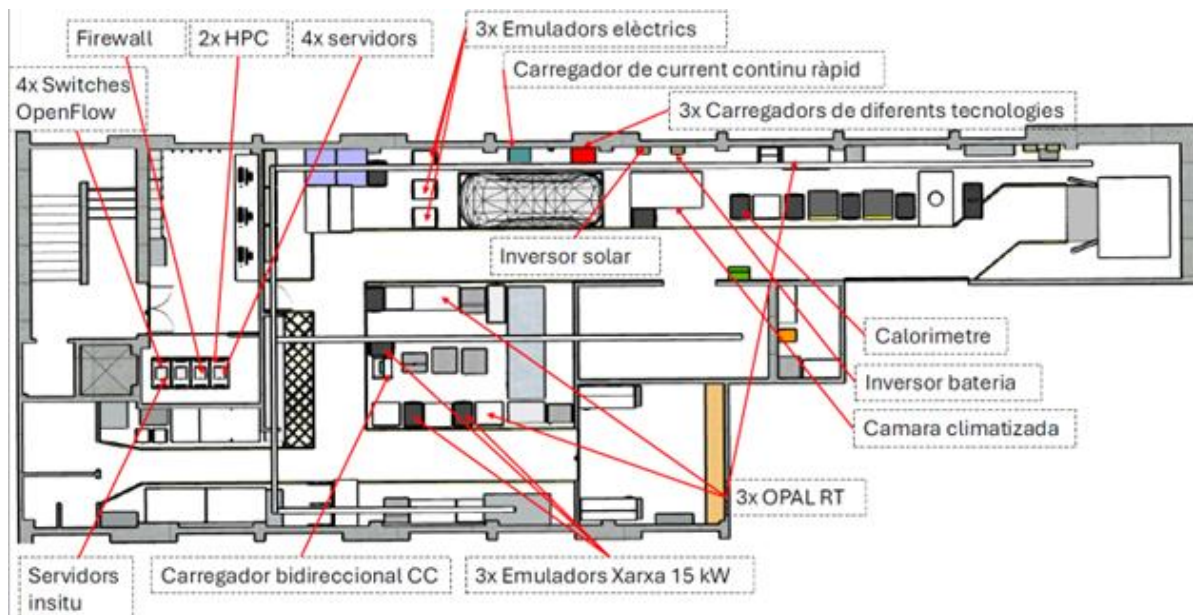 3x Emuladors elèctrics
Firewall
2x HPC
4x servidors
Carregador de current continu ràpid
4x Switches
OpenFlow
3x Carregadors de diferents tecnologies
Inversor solar
Calorimetre
Inversor bateria
Camara climatizada
3x OPAL RT
Servidors
insitu
Carregador bidireccional CC
3x Emuladors Xarxa 15 kW